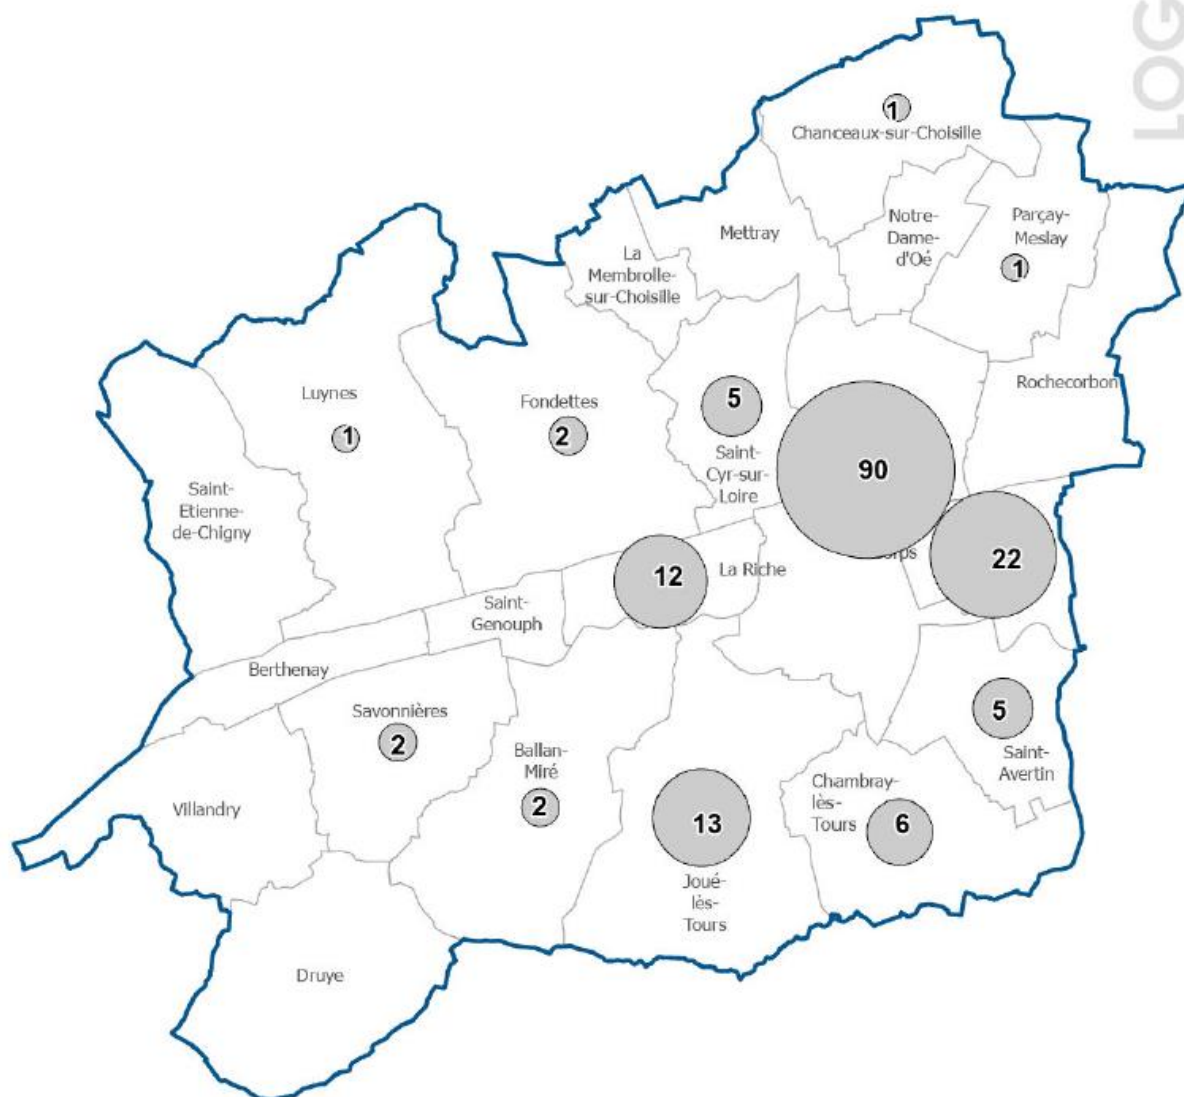 LOG
1
Chanceaux-sur-Choisille
Notre-
Dame-
d'Oé
Parçay-
Meslay
1
Mettray
La
Membrolle-
sur-Choisille
Rochecorbon
Luynes
1
Fondettes
2
5
Saint-
Cyr-sur-
Loire
90
Saint-
Etienne-
de-Chigny
orps
22
12
La Riche
Saint-
Genouph
Berthenay
Savonnières
2
5
Saint-
Avertin
Ballan-
Miré
2
Chambray-
lès-
Tours
6
Villandry
13
Joué-
lès-
Tours
Druye